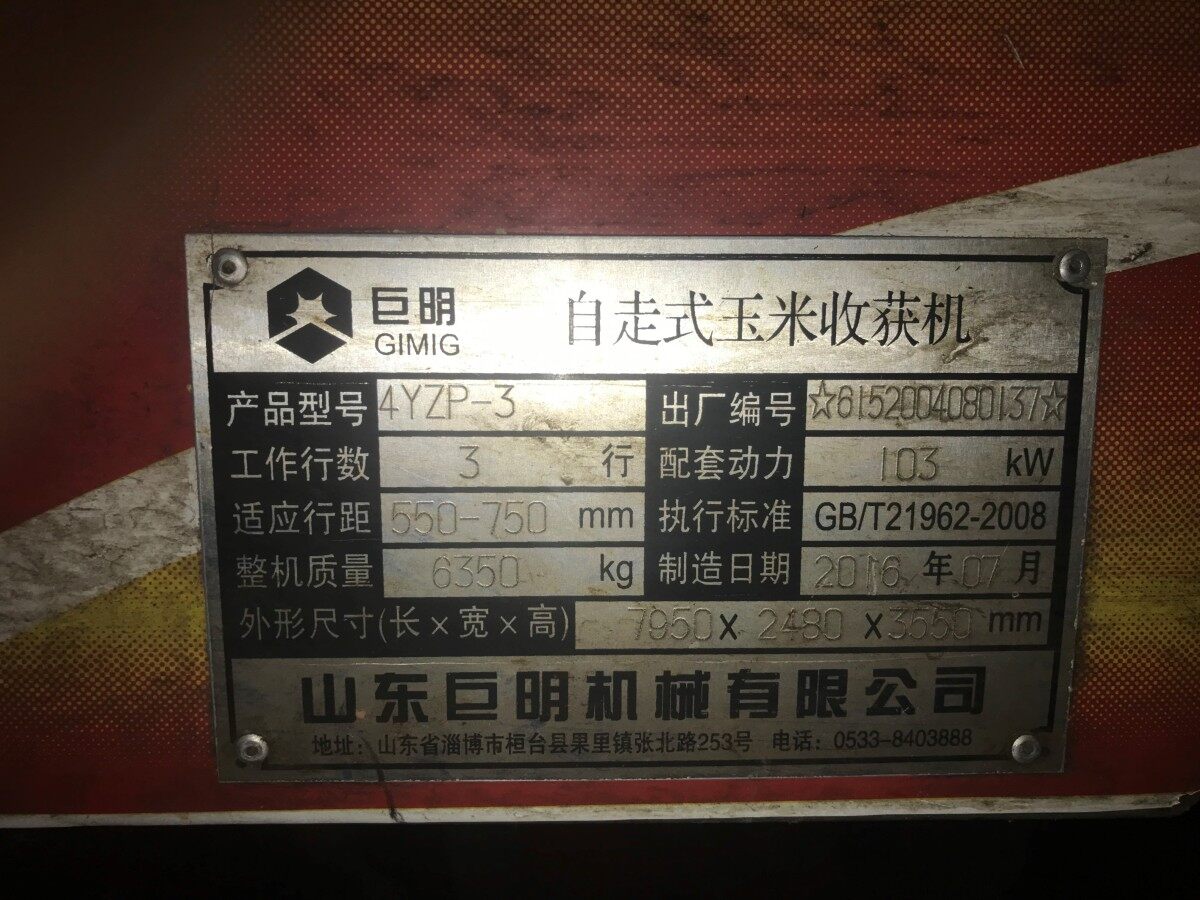 巨明 自走式玉米收获机
GIMIG
产品型号 4YZP-3 出厂编号 ☆6152004080137☆
工作行数 3 行 配套动力 103 kW
适应行距 550-750 mm 执行标准 GB/T21962-2008
整机质量 6350 kg 制造日期 2016 年 07 月
外形尺寸(长×宽×高) 7950 x 2480 x 3550 mm
山东巨明机械有限公司
地址: 山东省淄博市桓台县果里镇张北路253号 电话: 0533-8403888